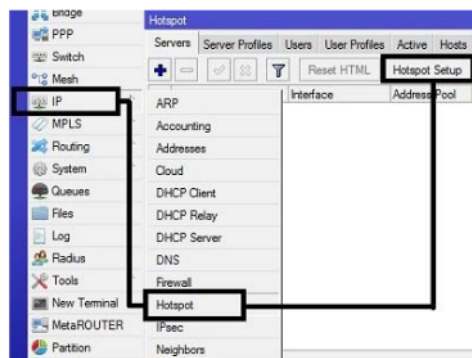 Bridge
PPP
Switch
Mesh
IP
MPLS
Routing
System
Queues
Files
Log
Radius
Tools
New Terminal
MetaROUTER
Partition
Hotspot
Servers Server Profiles Users User Profiles Active Hosts
Reset HTML Hotspot Setup
Interface Address Pool
ARP
Accounting
Addresses
Cloud
DHCP Client
DHCP Relay
DHCP Server
DNS
Firewall
Hotspot
IPsec
Neighbors